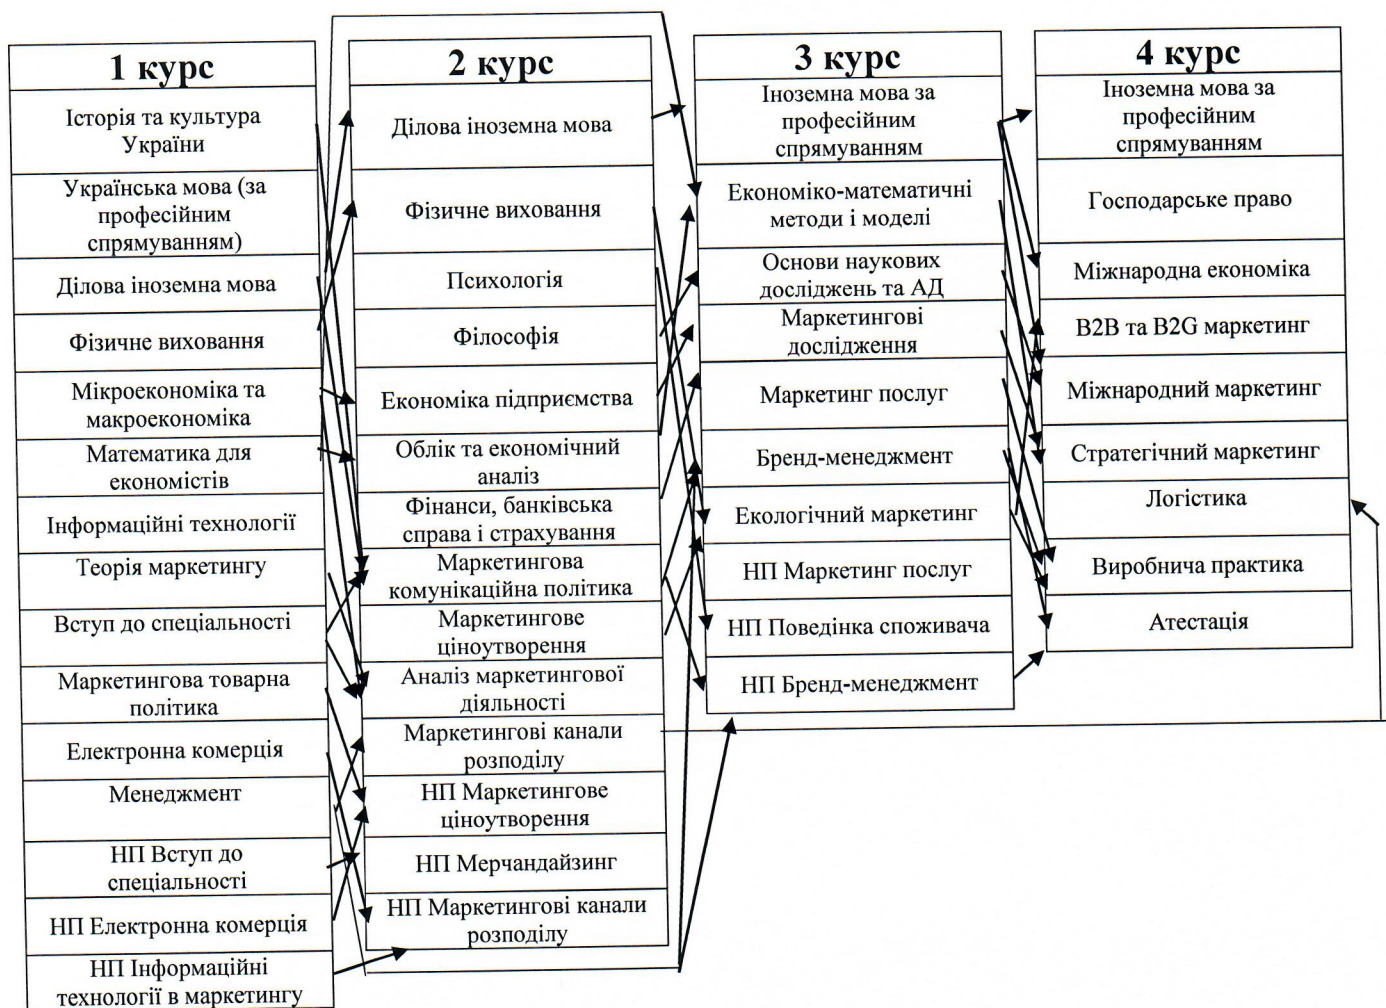 1 курс
Історія та культура
України
Українська мова (за
професійним
спрямуванням)
Ділова іноземна мова
Фізичне виховання
Мікроекономіка та
макроекономіка
Математика для
економістів
Інформаційні технології
Теорія маркетингу
Вступ до спеціальності
Маркетингова товарна
політика
Електронна комерція
Менеджмент
НП Вступ до
спеціальності
НП Електронна комерція
НП Інформаційні
технології в маркетингу
2 курс
Ділова іноземна мова
Фізичне виховання
Психологія
Філософія
Економіка підприємства
Облік та економічний
аналіз
Фінанси, банківська
справа і страхування
Маркетингова
комунікаційна політика
Маркетингове
ціноутворення
Аналіз маркетингової
діяльності
Маркетингові канали
розподілу
НП Маркетингове
ціноутворення
НП Мерчандайзинг
НП Маркетингові канали
розподілу
3 курс
Іноземна мова за
професійним
спрямуванням
Економіко-математичні
методи і моделі
Основи наукових
досліджень та АД
Маркетингові
дослідження
Маркетинг послуг
Бренд-менеджмент
Екологічний маркетинг
НП Маркетинг послуг
НП Поведінка споживача
НП Бренд-менеджмент
4 курс
Іноземна мова за
професійним
спрямуванням
Господарське право
Міжнародна економіка
B2B та B2G маркетинг
Міжнародний маркетинг
Стратегічний маркетинг
Логістика
Виробнича практика
Атестація